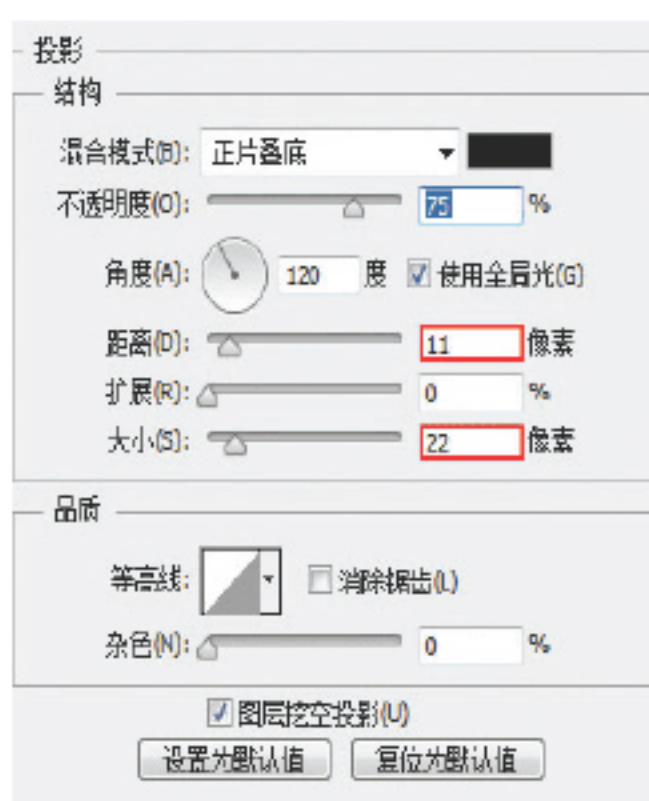 投影
结构
混合模式(B): 正片叠底
不透明度(O): 75 %
角度(A): 120 度 使用全局光(G)
距离(D): 11 像素
扩展(R): 0 %
大小(S): 22 像素
品质
等高线: 消除锯齿(L)
杂色(N): 0 %
图层挖空投影(U)
设置为默认值 复位为默认值